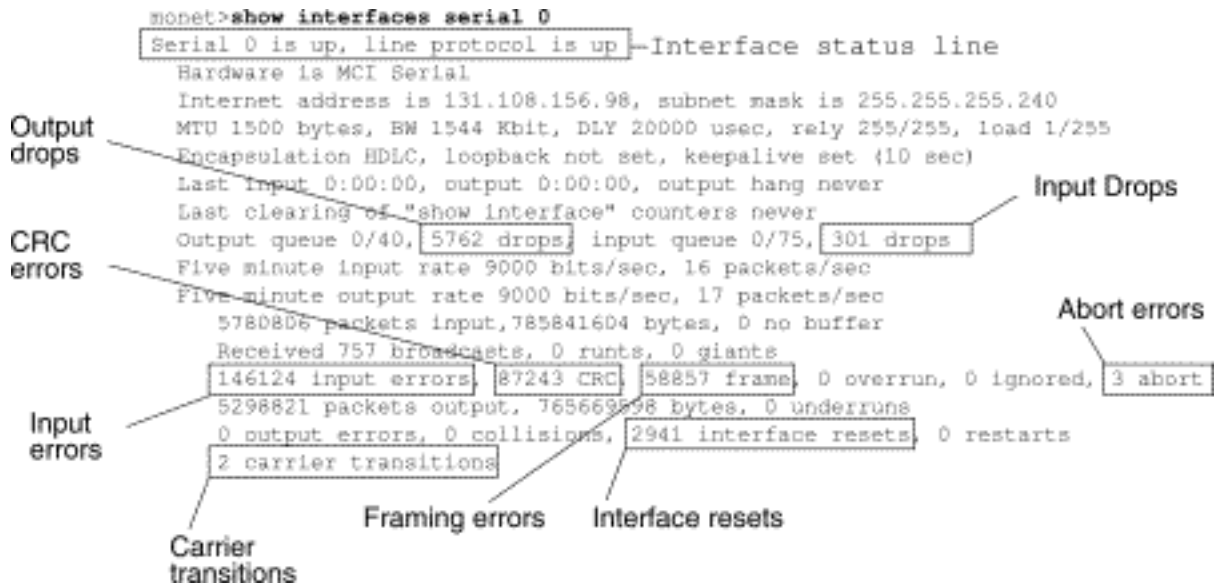 monet>show interfaces serial 0
Serial 0 is up, line protocol is up Interface status line
Hardware is MCI Serial
Internet address is 131.108.156.98, subnet mask is 255.255.255.240
Output drops
MTU 1500 bytes, BW 1544 Kbit, DLY 20000 usec, rely 255/255, load 1/255
Encapsulation HDLC, loopback not set, keepalive set (10 sec)
Last input 0:00:00, output 0:00:00, output hang never
Input Drops
Last clearing of "show interface" counters never
CRC errors
Output queue 0/40, 5762 drops, input queue 0/75, 301 drops
Five minute input rate 9000 bits/sec, 16 packets/sec
Five minute output rate 9000 bits/sec, 17 packets/sec
Abort errors
5780806 packets input,785841604 bytes, 0 no buffer
Received 757 broadcasts, 0 runts, 0 giants
146124 input errors, 87243 CRC, 58857 frame, 0 overrun, 0 ignored, 3 abort
Input errors
5298821 packets output, 765669598 bytes, 0 underruns
0 output errors, 0 collisions, 2941 interface resets, 0 restarts
2 carrier transitions
Framing errors
Interface resets
Carrier transitions